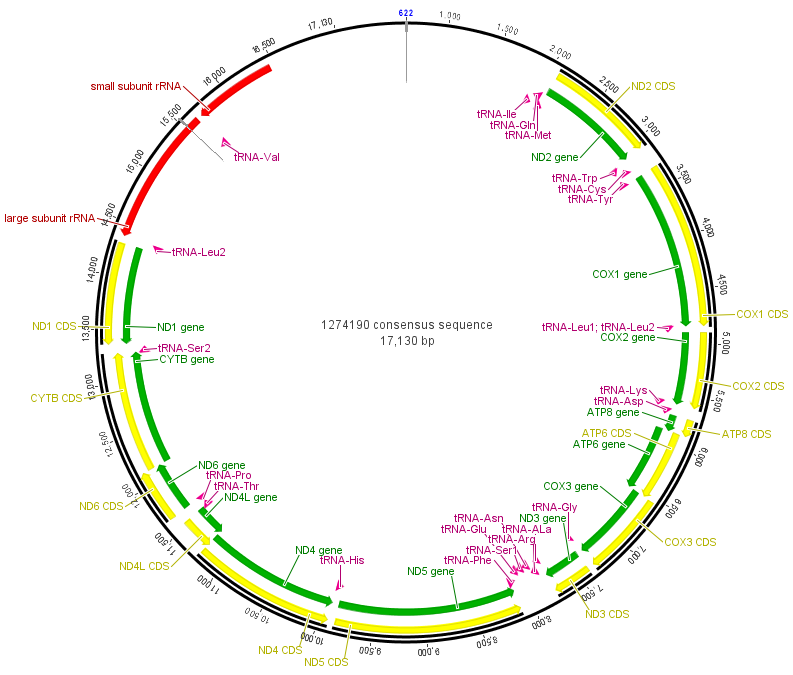 622
1,000
1,500
2,000
2,500
3,000
3,500
4,000
4,500
5,000
5,500
6,000
6,500
7,000
7,500
8,000
8,500
9,000
9,500
10,000
10,500
11,000
11,500
12,000
12,500
13,000
13,500
14,000
14,500
15,000
15,500
16,000
16,500
17,130
ND2 CDS
tRNA-Ile
tRNA-Gln
tRNA-Met
ND2 gene
tRNA-Trp
tRNA-Cys
tRNA-Tyr
COX1 gene
COX1 CDS
tRNA-Leu1; tRNA-Leu2
COX2 gene
COX2 CDS
tRNA-Lys
tRNA-Asp
ATP8 gene
ATP8 CDS
ATP6 CDS
ATP6 gene
COX3 gene
COX3 CDS
tRNA-Gly
ND3 gene
ND3 CDS
tRNA-ALa
tRNA-Arg
tRNA-Asn
tRNA-Glu
tRNA-Ser1
tRNA-Phe
ND5 gene
ND5 CDS
tRNA-His
ND4 gene
ND4 CDS
ND4L gene
ND4L CDS
tRNA-Thr
tRNA-Pro
ND6 gene
ND6 CDS
CYTB gene
CYTB CDS
tRNA-Ser2
ND1 gene
ND1 CDS
tRNA-Leu2
large subunit rRNA
tRNA-Val
small subunit rRNA
1274190 consensus sequence
17,130 bp